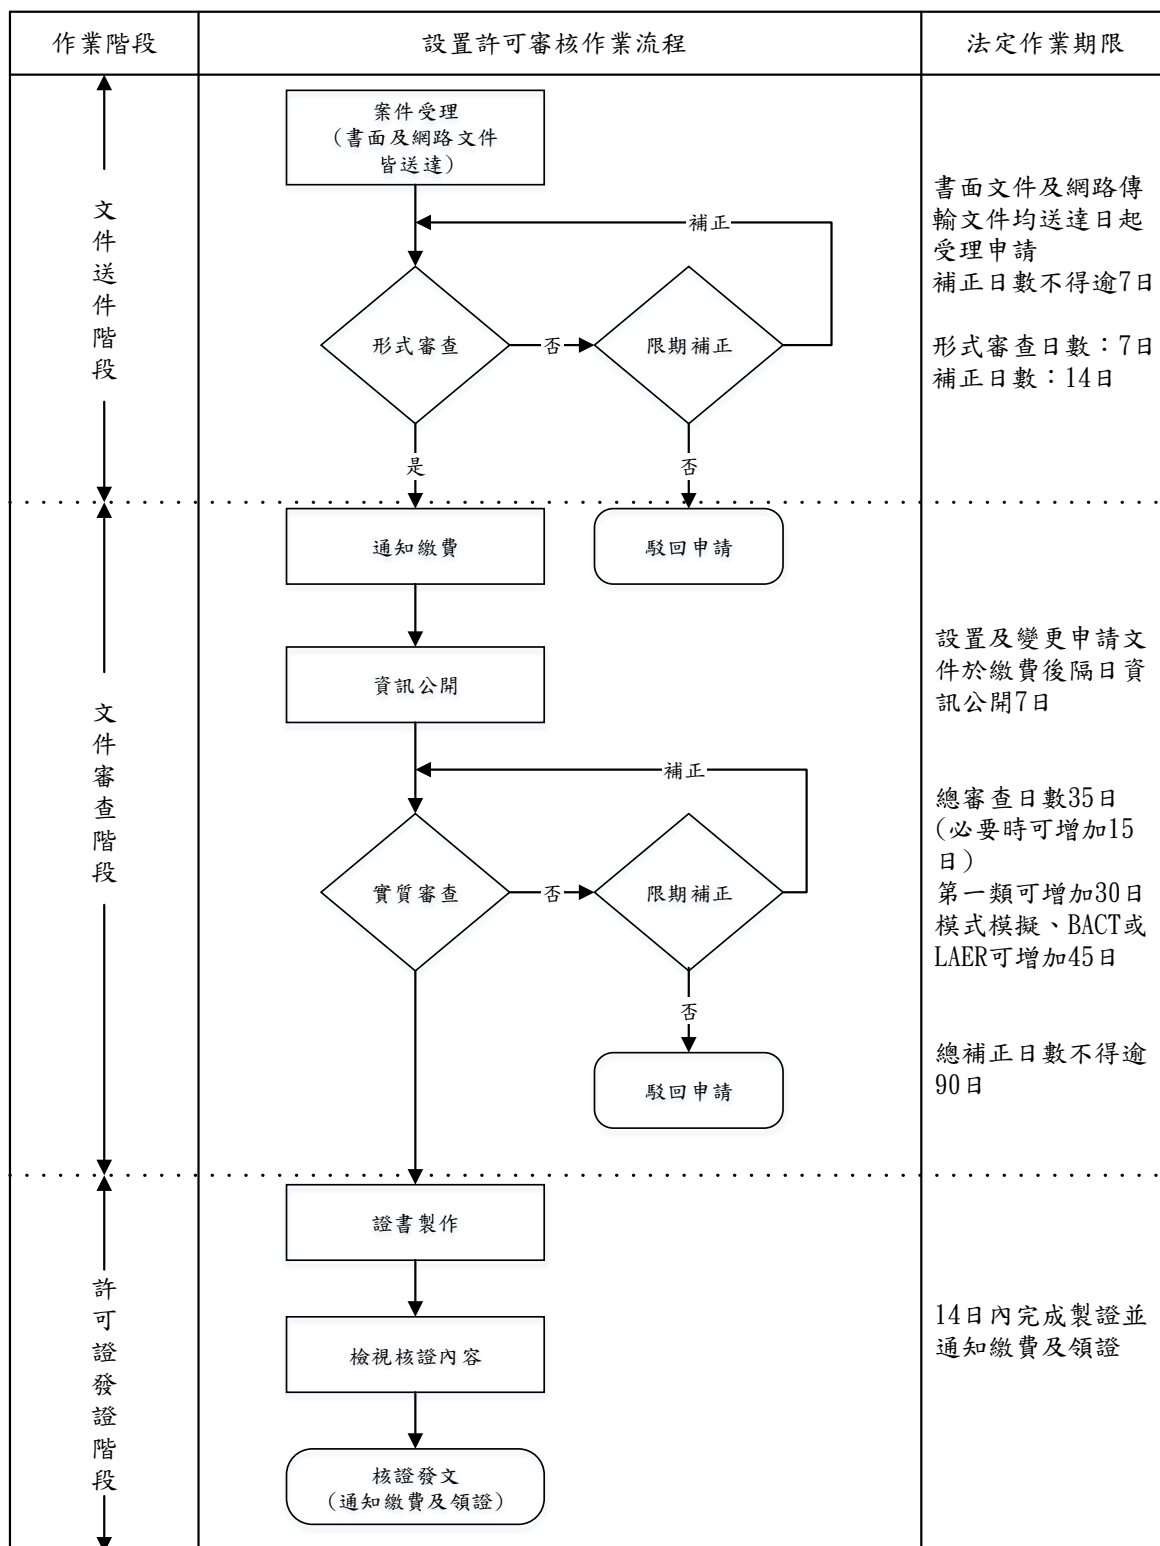 作業階段
設置許可審核作業流程
法定作業期限
文件送件階段
案件受理
（書面及網路文件
皆送達）
補正
形式審查
否
限期補正
是
否
書面文件及網路傳
輸文件均送達日起
受理申請
補正日數不得逾7日
形式審查日數：7日
補正日數：14日
文件審查階段
通知繳費
駁回申請
資訊公開
補正
實質審查
否
限期補正
否
駁回申請
設置及變更申請文
件於繳費後隔日資
訊公開7日
總審查日數35日
(必要時可增加15
日)
第一類可增加30日
模式模擬、BACT或
LAER可增加45日
總補正日數不得逾
90日
許可證發證階段
證書製作
檢視核證內容
核證發文
（通知繳費及領證）
14日內完成製證並
通知繳費及領證